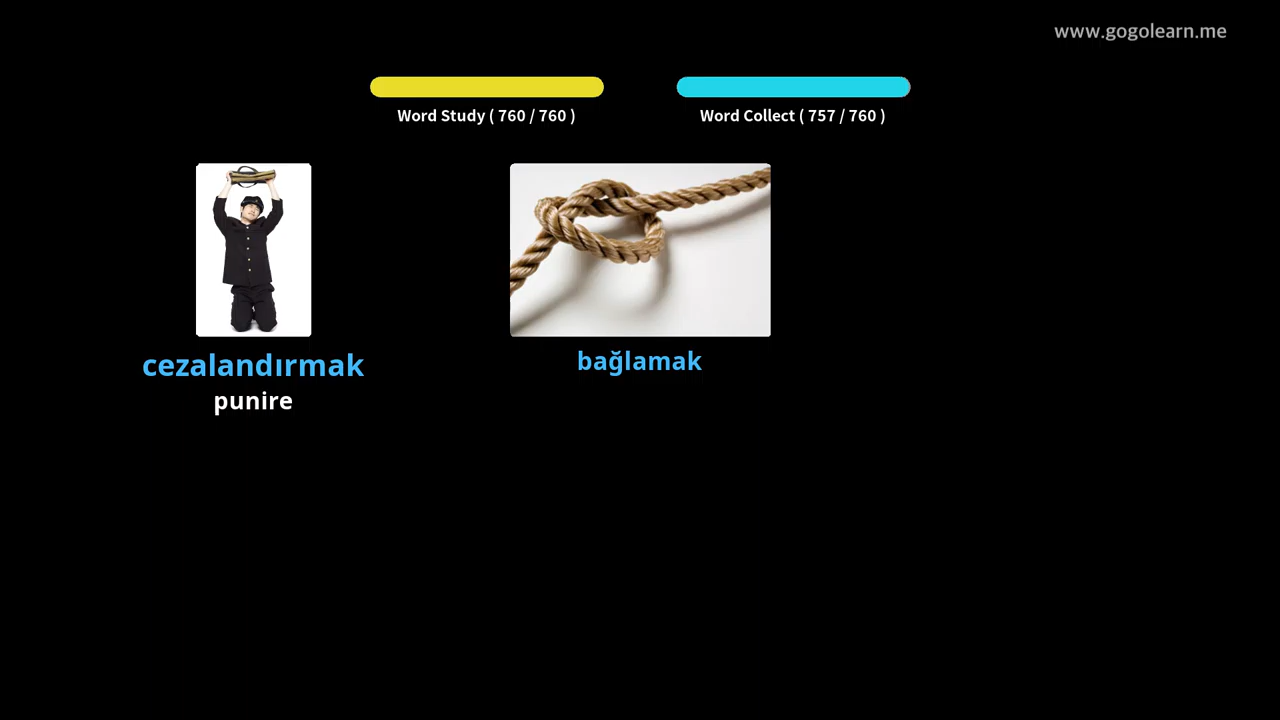 www.gogolearn.me
Word Study ( 760 / 760 )
Word Collect ( 757 / 760 )
cezalandırmak
punire
bağlamak